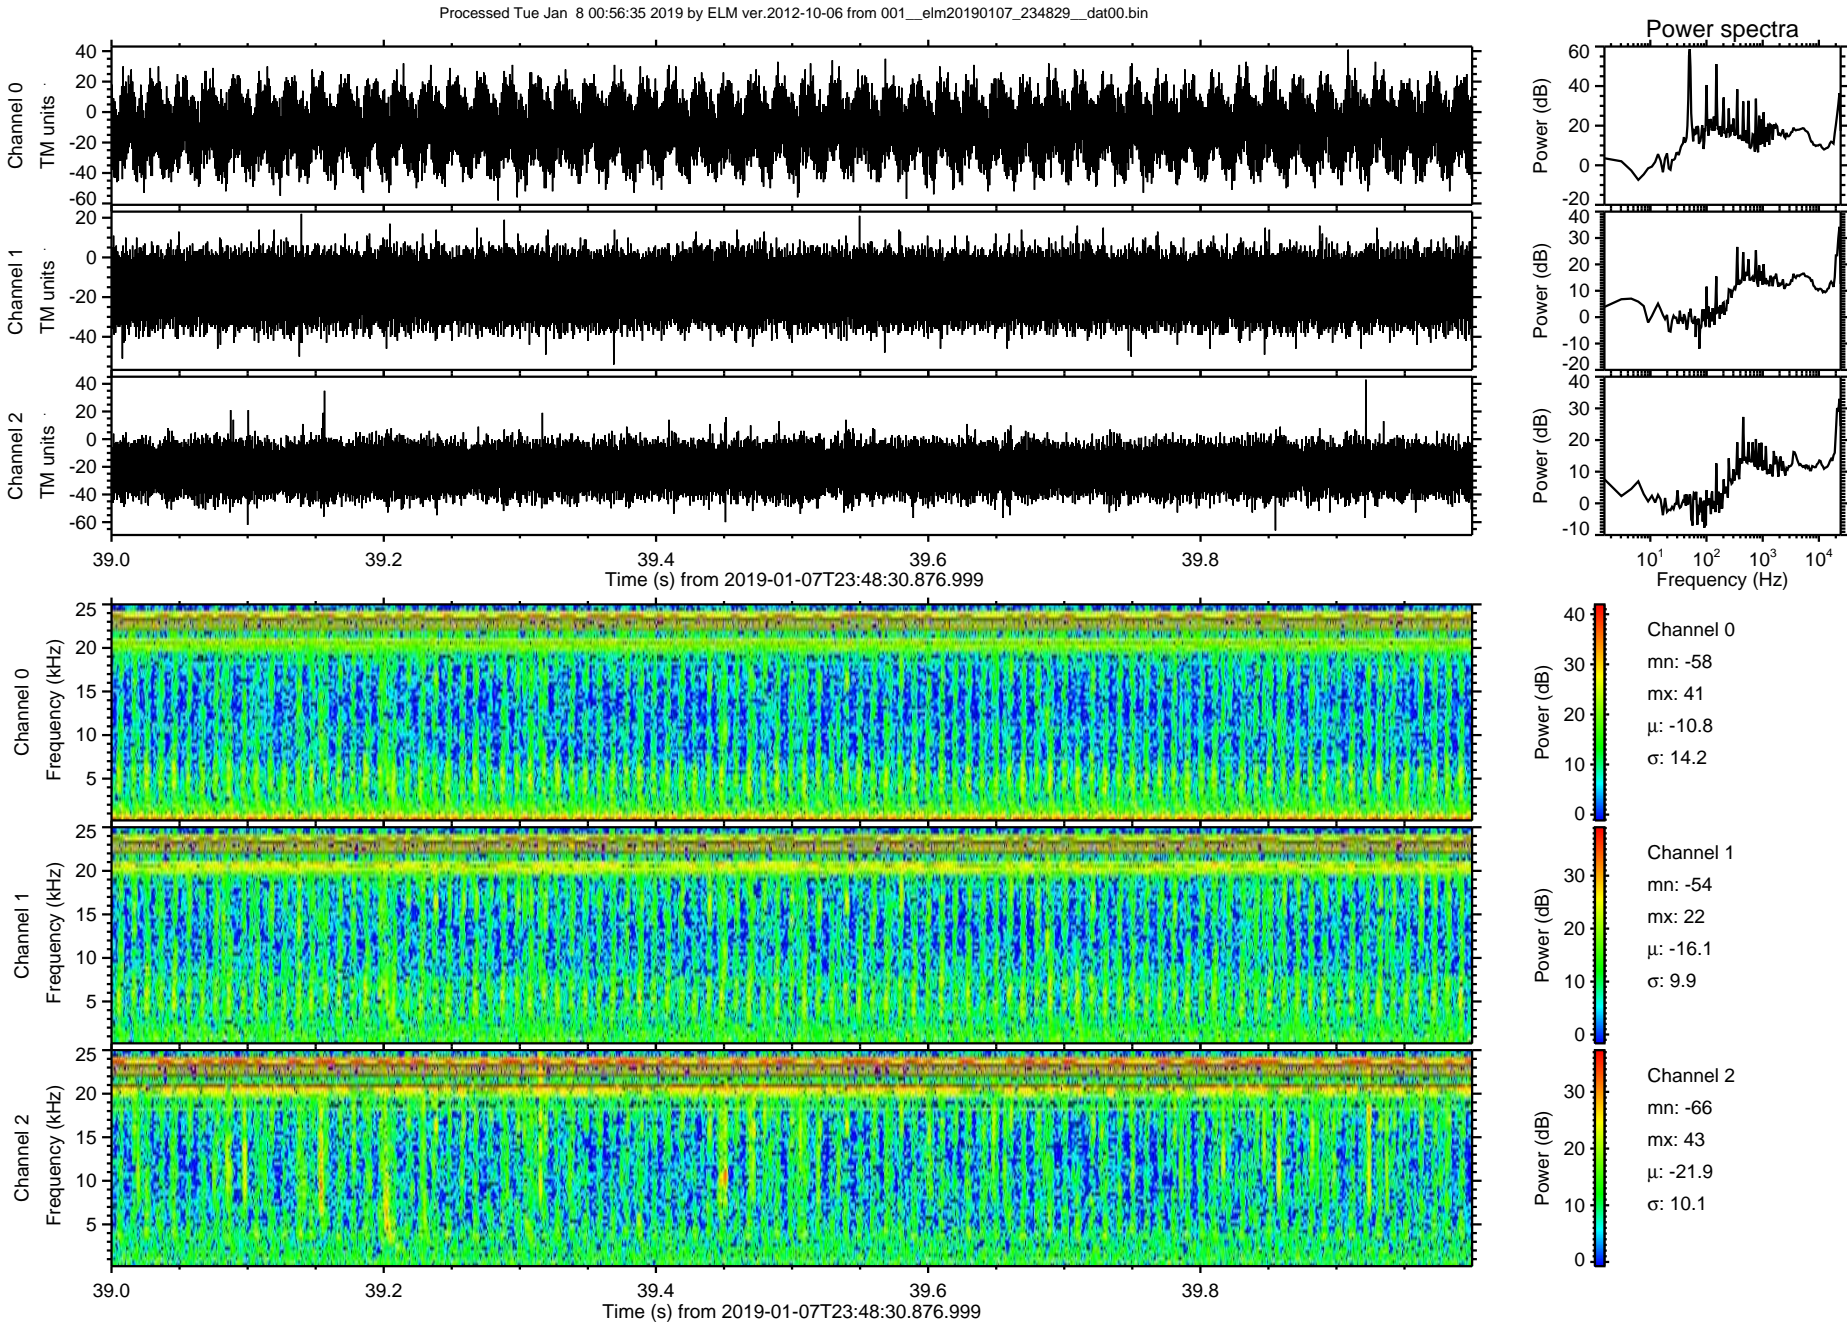 Processed Tue Jan  8 00:56:35 2019 by ELM ver.2012-10-06 from 001__elm20190107_234829__dat00.bin
Power spectra
Channel 0
TM units
40
20
0
-20
-40
-60
Power (dB)
60
40
20
0
-20
Channel 1
TM units
20
0
-20
-40
Power (dB)
40
30
20
10
0
-10
-20
Channel 2
TM units
40
20
0
-20
-40
-60
Power (dB)
40
30
20
10
0
-10
39.0 39.2 39.4 39.6 39.8
Time (s) from 2019-01-07T23:48:30.876.999
10^1 10^2 10^3 10^4
Frequency (Hz)
Channel 0
Frequency (kHz)
25
20
15
10
5
Power (dB)
40
30
20
10
0
Channel 0
mn: -58
mx: 41
μ: -10.8
σ: 14.2
Channel 1
Frequency (kHz)
25
20
15
10
5
Power (dB)
30
20
10
0
Channel 1
mn: -54
mx: 22
μ: -16.1
σ: 9.9
Channel 2
Frequency (kHz)
25
20
15
10
5
Power (dB)
30
20
10
0
Channel 2
mn: -66
mx: 43
μ: -21.9
σ: 10.1
39.0 39.2 39.4 39.6 39.8
Time (s) from 2019-01-07T23:48:30.876.999